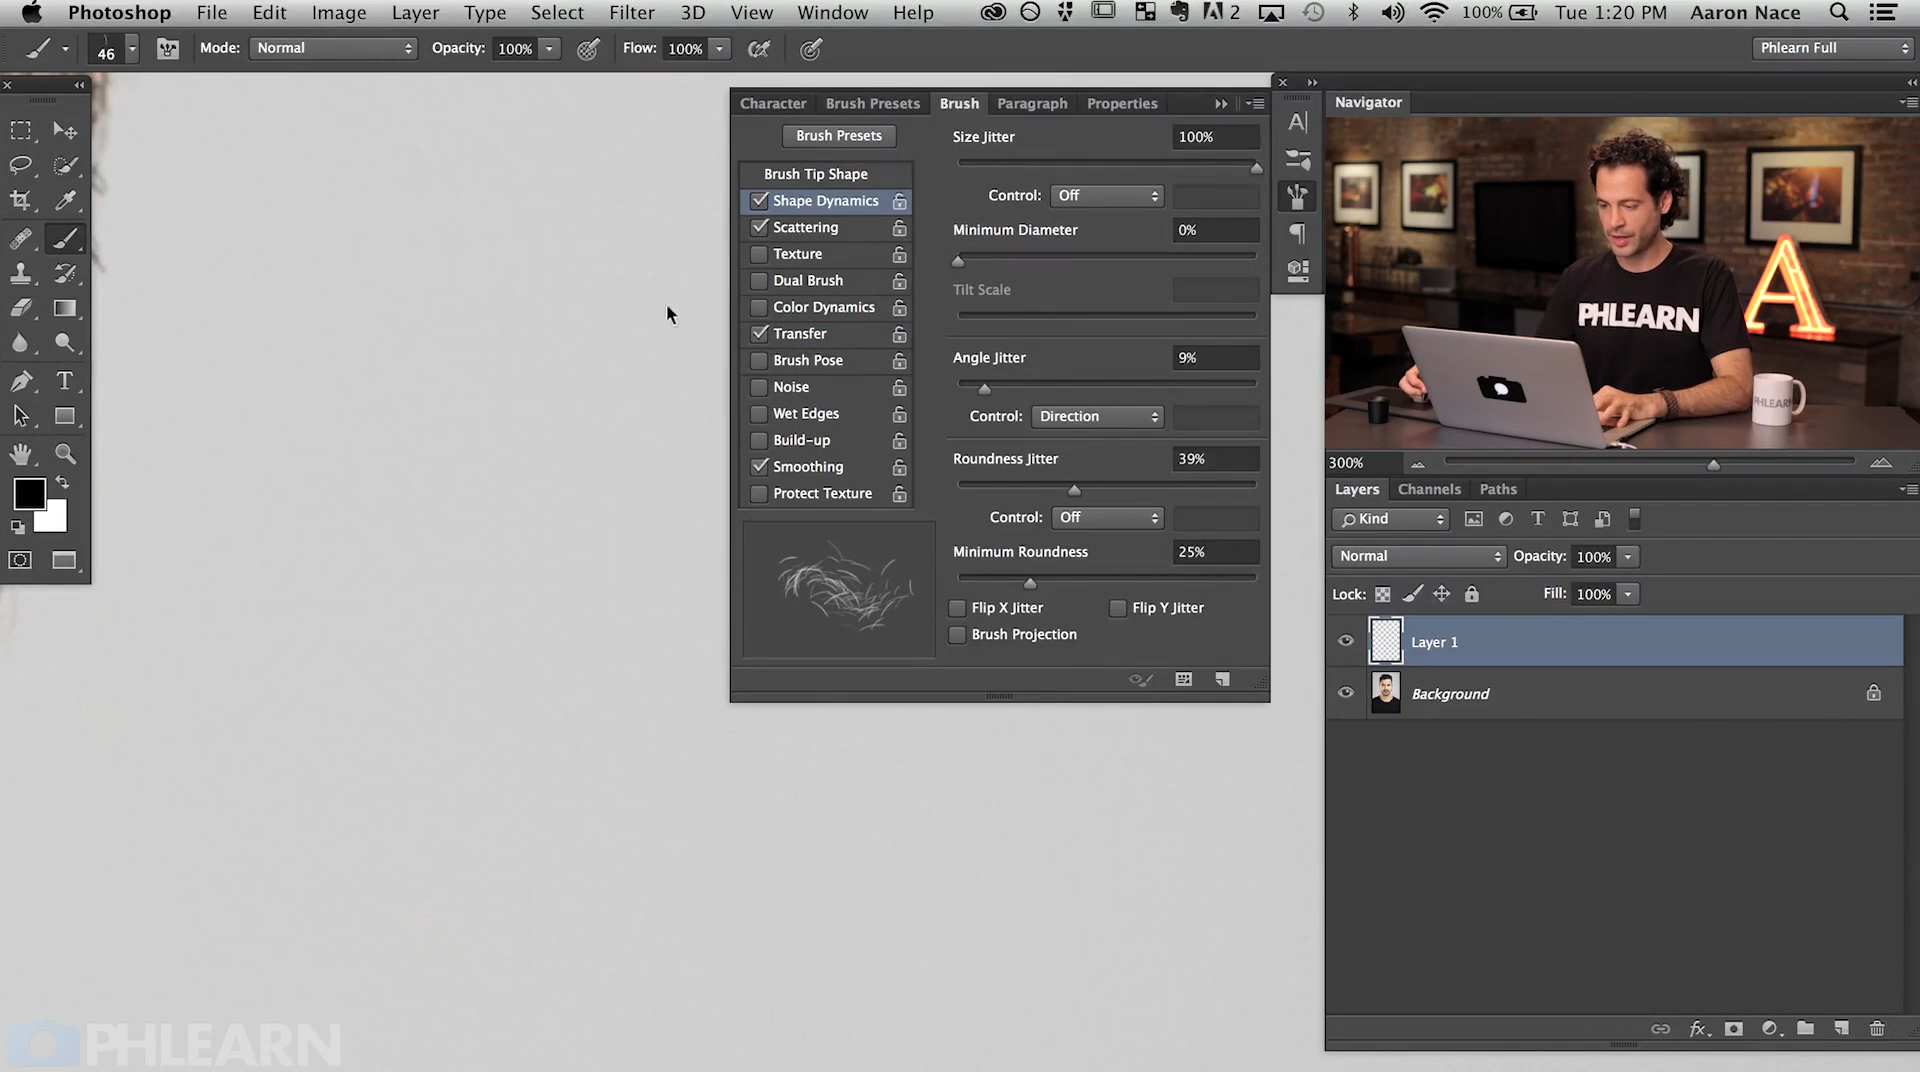 Photoshop File Edit Image Layer Type Select Filter 3D View Window Help 2 100% Tue 1:20 PM Aaron Nace
46 Mode: Normal Opacity: 100% Flow: 100% Phlearn Full
Character Brush Presets Brush Paragraph Properties
Brush Presets
Brush Tip Shape
Shape Dynamics
Scattering
Texture
Dual Brush
Color Dynamics
Transfer
Brush Pose
Noise
Wet Edges
Build-up
Smoothing
Protect Texture
Size Jitter 100%
Control: Off
Minimum Diameter 0%
Tilt Scale
Angle Jitter 9%
Control: Direction
Roundness Jitter 39%
Control: Off
Minimum Roundness 25%
Flip X Jitter Flip Y Jitter
Brush Projection
Navigator
PHLEARN
A
PHLEARN
300%
Layers Channels Paths
Kind
Normal Opacity: 100%
Lock: Fill: 100%
Layer 1
Background
fx
PHLEARN